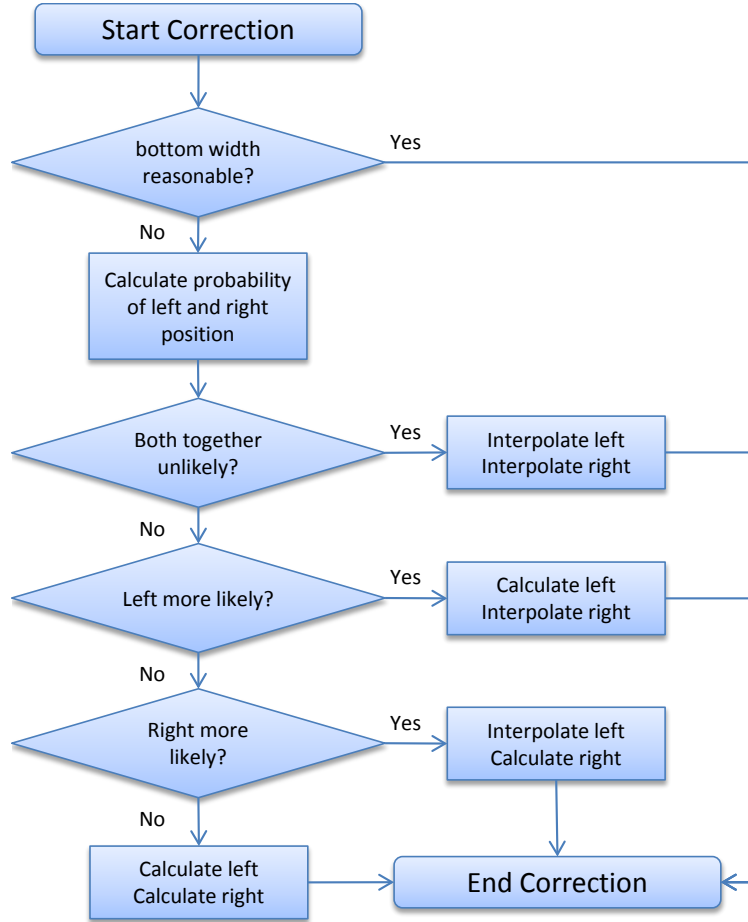 Start Correction
bottom width
reasonable?
Yes
No
Calculate probability
of left and right
position
Both together
unlikely?
Yes
Interpolate left
Interpolate right
No
Left more likely?
Yes
Calculate left
Interpolate right
No
Right more
likely?
Yes
Interpolate left
Calculate right
No
Calculate left
Calculate right
End Correction